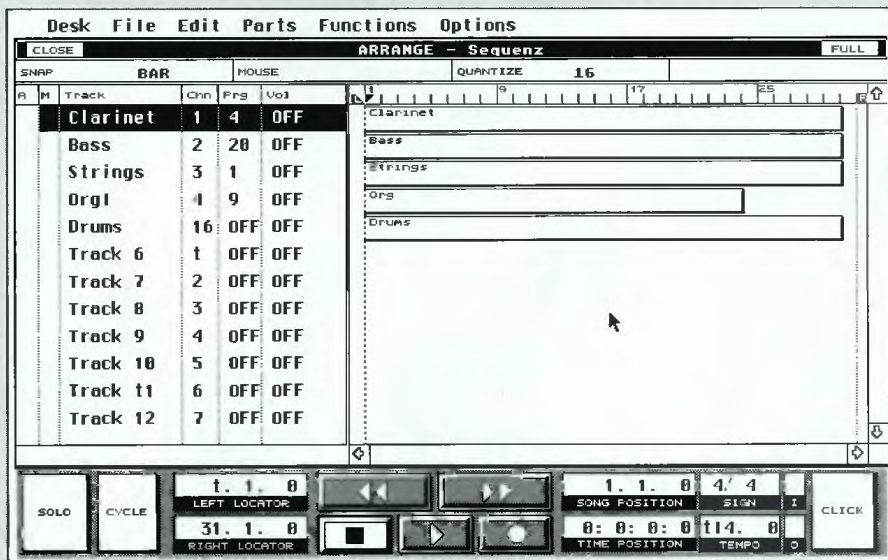 Desk File Edit Parts Functions Options
CLOSE ARRANGE – Sequenz FULL
SNAP BAR MOUSE QUANTIZE 16
A M Track Chn Prg Vol 1 9 17 25
Clarinet 1 4 OFF Clarinet
Bass 2 20 OFF Bass
Strings 3 1 OFF Strings
Orgl 4 9 OFF Org
Drums 16 OFF OFF Drums
Track 6 t OFF OFF
Track 7 2 OFF OFF
Track 8 3 OFF OFF
Track 9 4 OFF OFF
Track 10 5 OFF OFF
Track t1 6 OFF OFF
Track 12 7 OFF OFF
SOLO CYCLE t. 1. 0 1. 1. 0 4/ 4 CLICK
LEFT LOCATOR SONG POSITION SIGN I
31. 1. 0 0: 0: 0: 0 t14. 0
RIGHT LOCATOR TIME POSITION TEMPO O